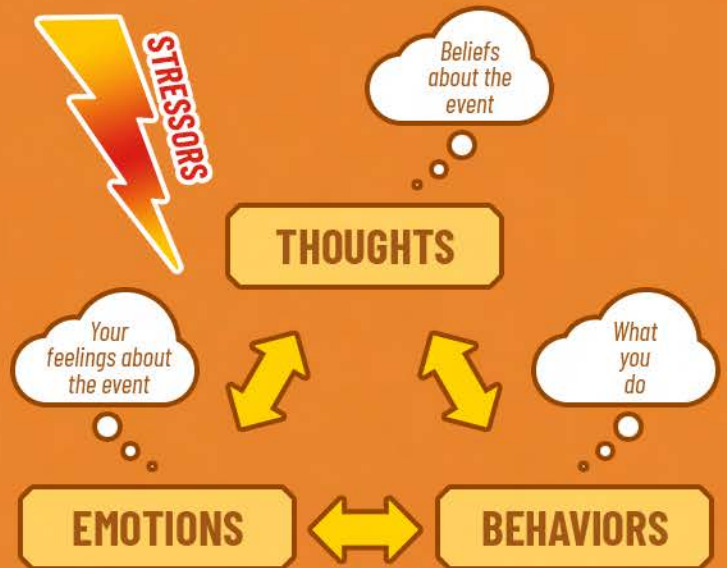 STRESSORS
Beliefs
about the
event
THOUGHTS
Your
feelings about
the event
What
you
do
EMOTIONS
BEHAVIORS